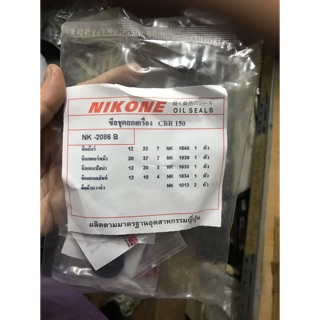 NIKONE
OIL SEALS
ซีลชุดยกเครื่อง CBR 150
NK -2086 B
12 22 7 NK 1840 1 ตัว
20 37 7 NK 1839 1 ตัว
12 20 5 NK 1835 1 ตัว
12 18 4 NK 1834 1 ตัว
NK 1013 2 ตัว
ผลิตตามมาตรฐานอุตสาหกรรมญี่ปุ่น